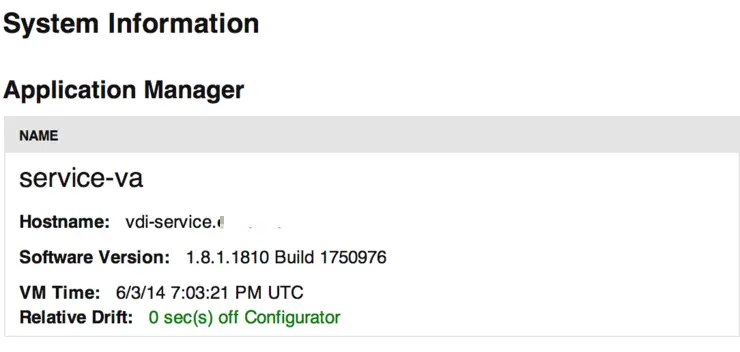 System Information
Application Manager
NAME
service-va
Hostname: vdi-service.
Software Version: 1.8.1.1810 Build 1750976
VM Time: 6/3/14 7:03:21 PM UTC
Relative Drift: 0 sec(s) off Configurator